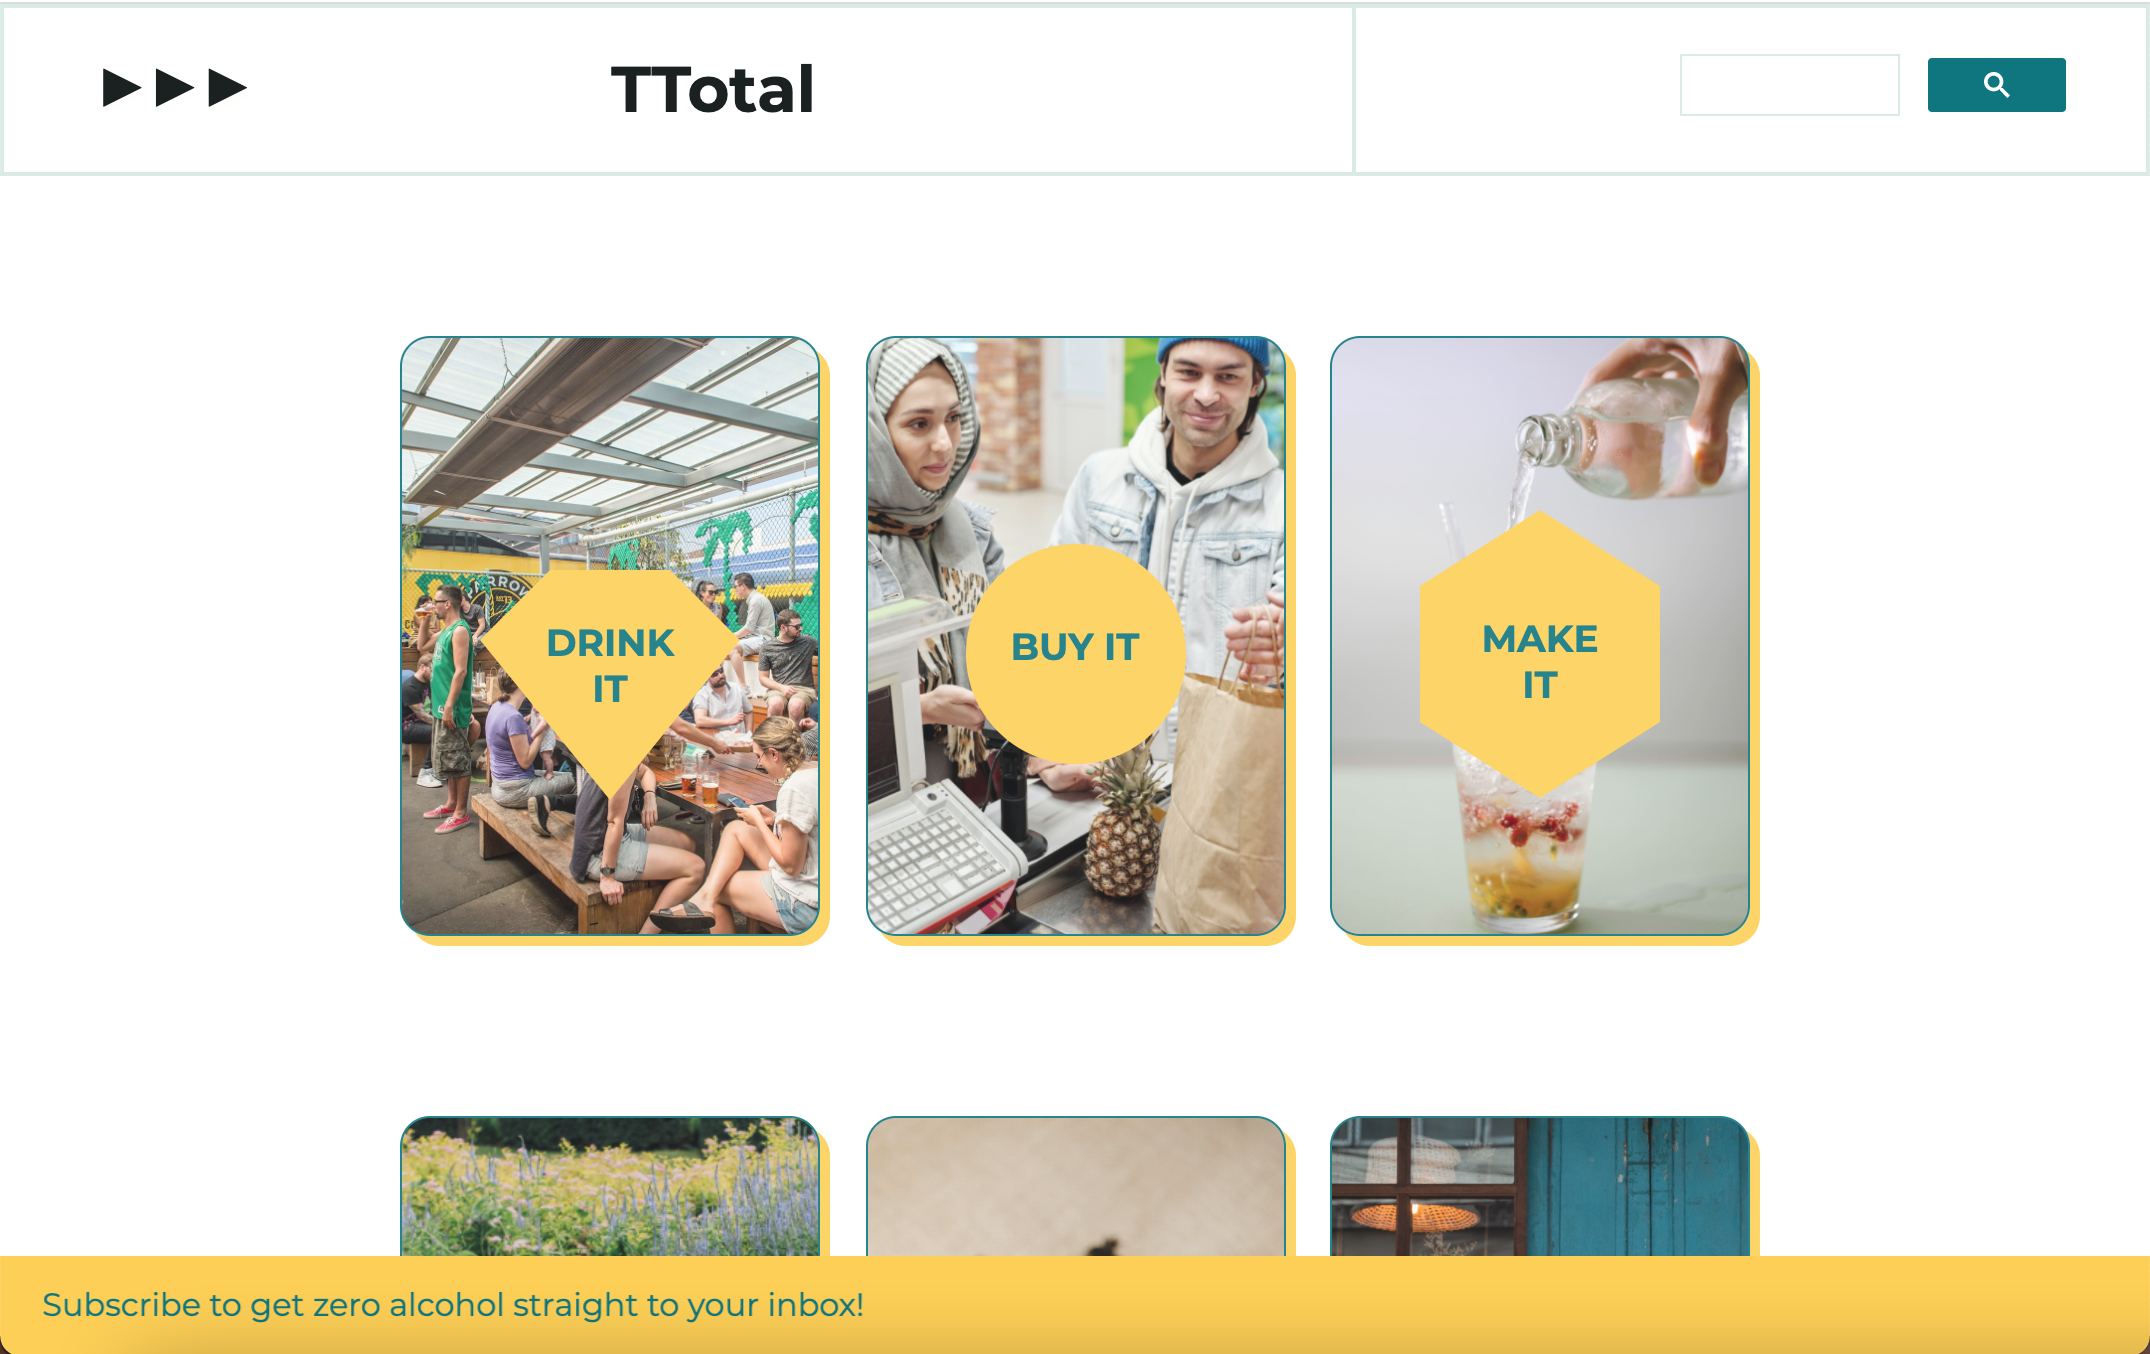 TTotal
DRINK
IT
BUY IT
MAKE
IT
Subscribe to get zero alcohol straight to your inbox!